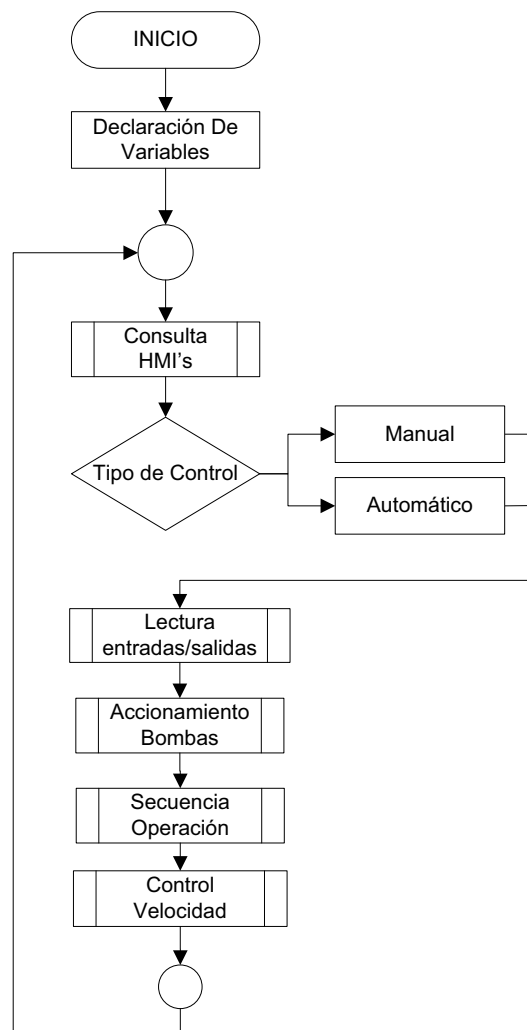 INICIO
Declaración De
Variables
Consulta
HMI's
Tipo de Control
Manual
Automático
Lectura
entradas/salidas
Accionamiento
Bombas
Secuencia
Operación
Control
Velocidad